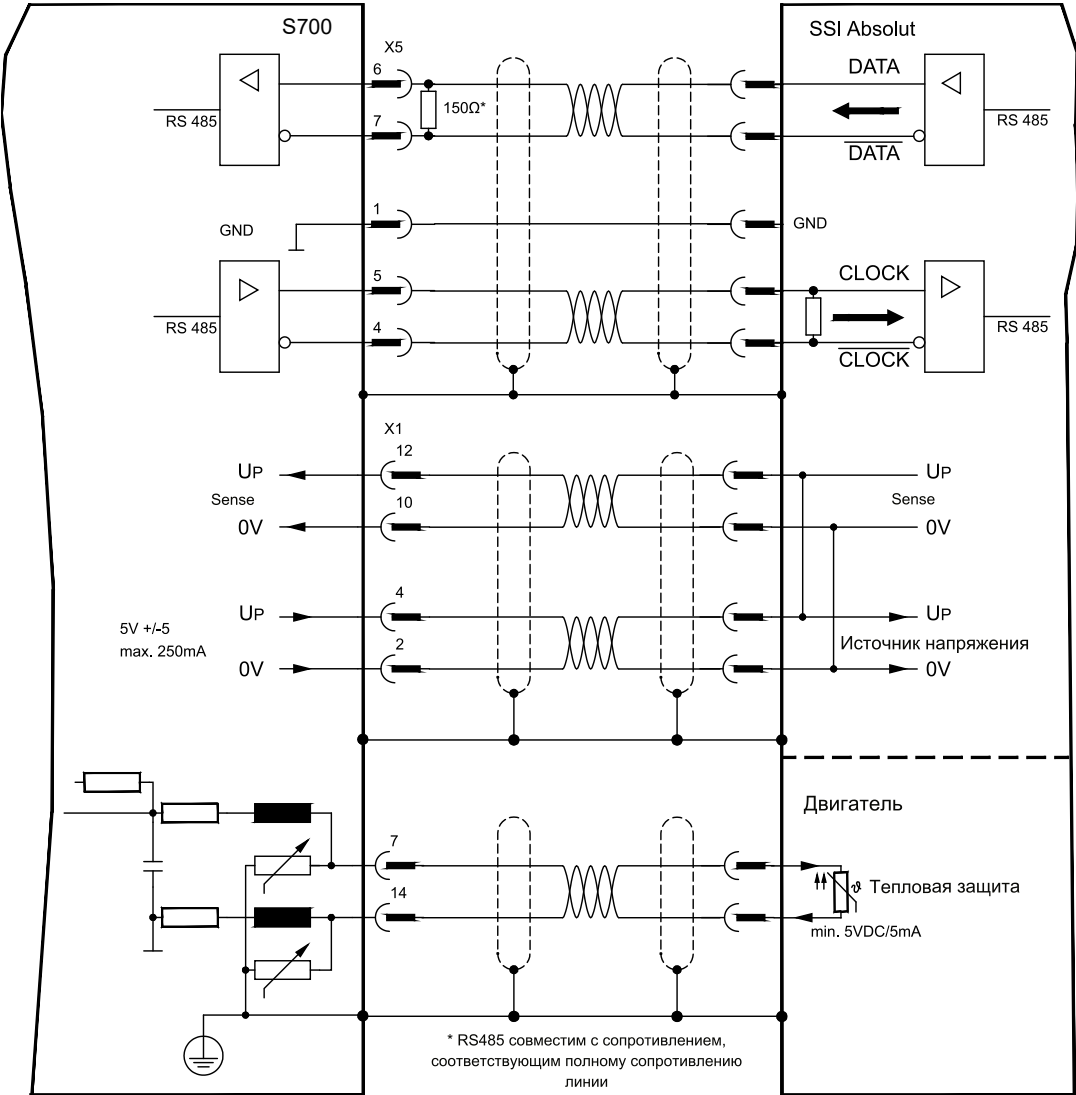 S700
SSI Absolut
X5
6
DATA
150Ω*
RS 485
RS 485
7
DATA
1
GND
GND
5
CLOCK
RS 485
RS 485
4
CLOCK
X1
12
UP
UP
Sense
Sense
10
0V
0V
4
UP
UP
5V +/-5
max. 250mA
Источник напряжения
2
0V
0V
Двигатель
7
14
ϑ Тепловая защита
min. 5VDC/5mA
* RS485 совместим с сопротивлением,
соответствующим полному сопротивлению
линии